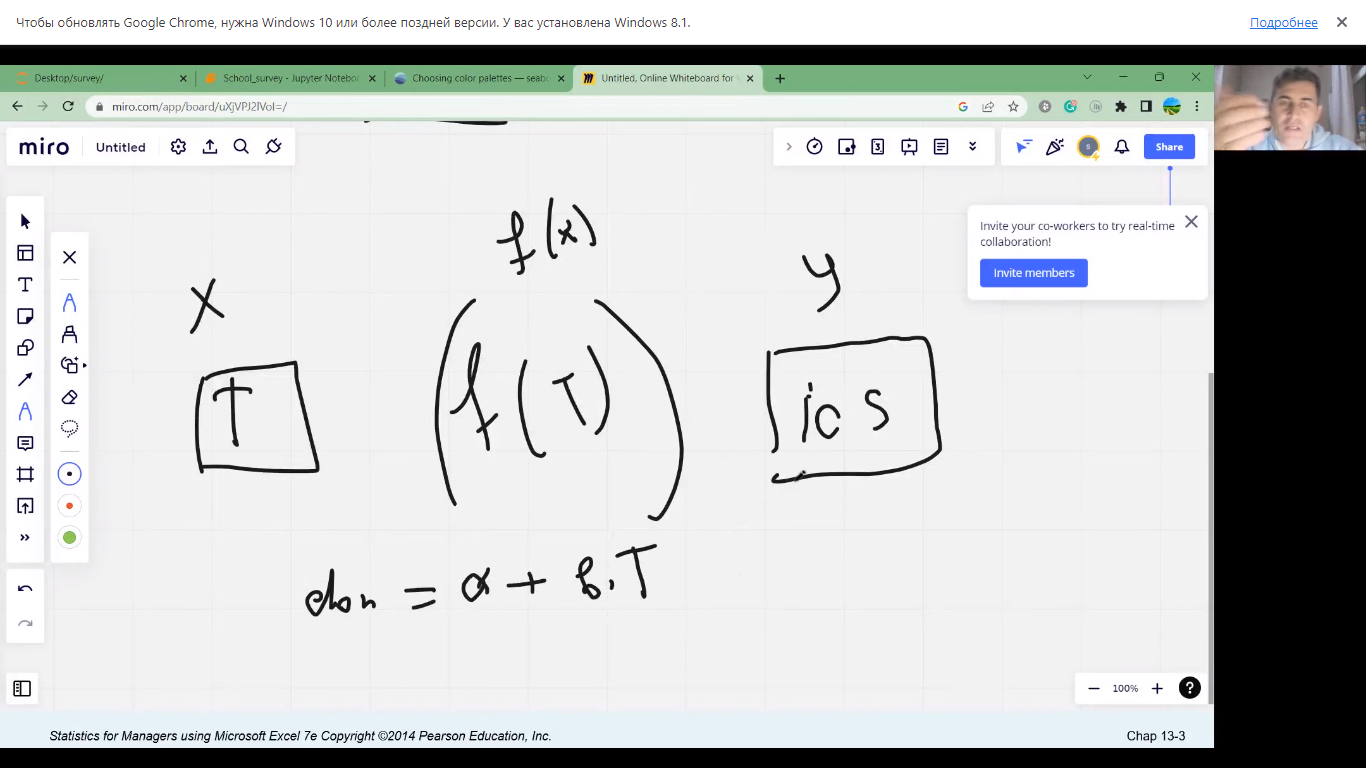 Чтобы обновлять Google Chrome, нужна Windows 10 или более поздней версии. У вас установлена Windows 8.1.
Подробнее
Desktop/survey/
School_survey - Jupyter Notebo
Choosing color palettes — seab
Untitled, Online Whiteboard for
miro.com/app/board/uXjVPJ2lVoI=/
miro
Untitled
3
S
Share
Invite your co-workers to try real-time
collaboration!
Invite members
f(x)
x
y
T
f(T)
ic s
= α + b.T
100%
?
Statistics for Managers using Microsoft Excel 7e Copyright ©2014 Pearson Education, Inc.
Chap 13-3